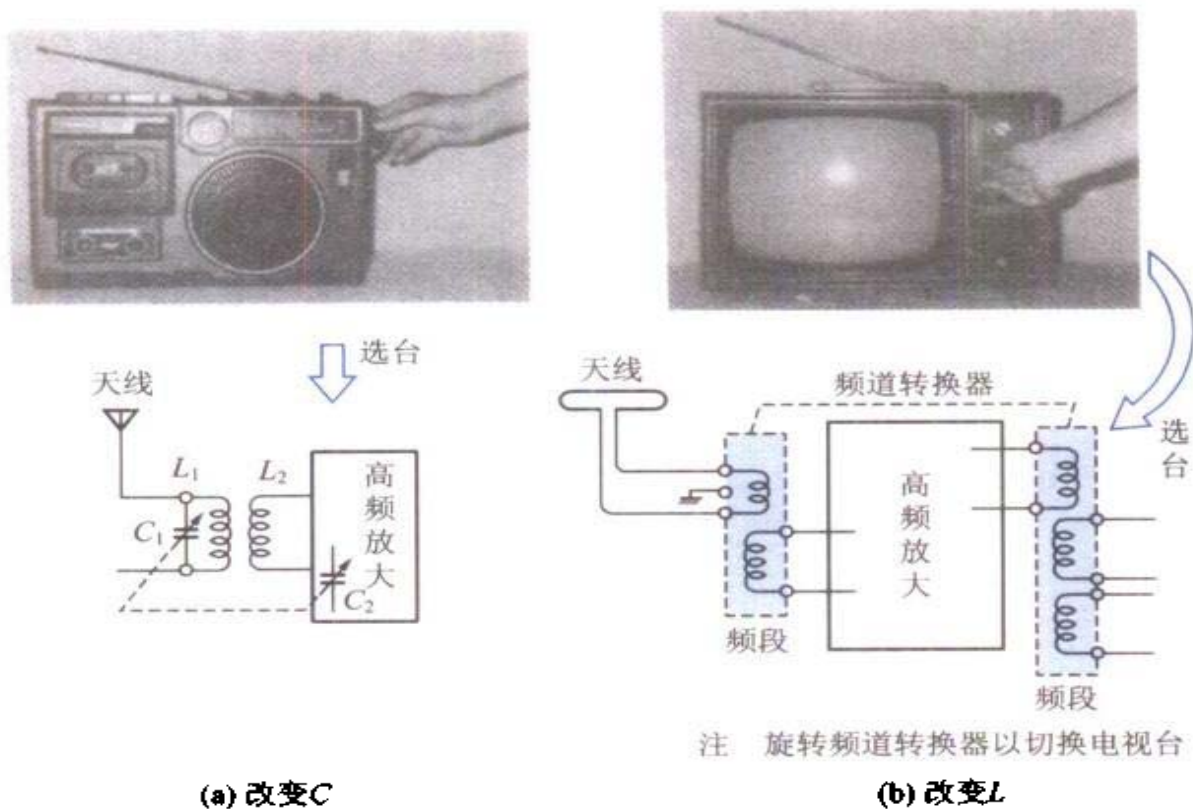 选台
天线
L₁
L₂
C₁
高频放大
C₂
(a) 改变C
天线
频道转换器
选台
高频放大
频段
频段
注 旋转频道转换器以切换电视台
(b) 改变L